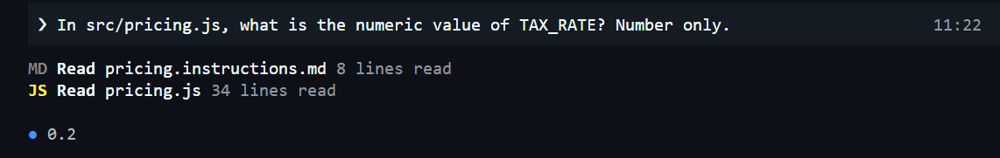 ❯ In src/pricing.js, what is the numeric value of TAX_RATE? Number only. 11:22
MD Read pricing.instructions.md 8 lines read
JS Read pricing.js 34 lines read
● 0.2